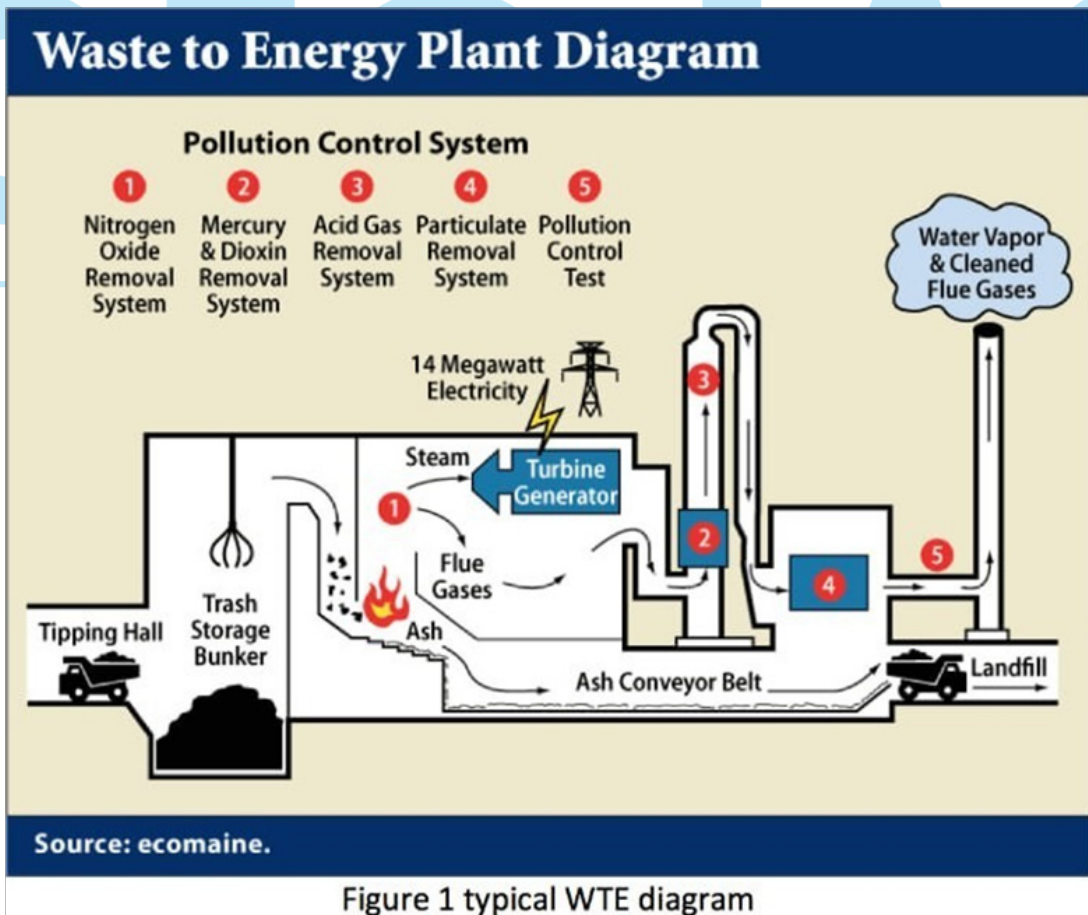 Waste to Energy Plant Diagram
Pollution Control System
1
Nitrogen
Oxide
Removal
System
2
Mercury
& Dioxin
Removal
System
3
Acid Gas
Removal
System
4
Particulate
Removal
System
5
Pollution
Control
Test
Water Vapor
& Cleaned
Flue Gases
14 Megawatt
Electricity
3
Steam
Turbine
Generator
1
2
Flue
Gases
5
4
Tipping Hall
Trash
Storage
Bunker
Ash
Ash Conveyor Belt
Landfill
Source: ecomaine.
Figure 1 typical WTE diagram